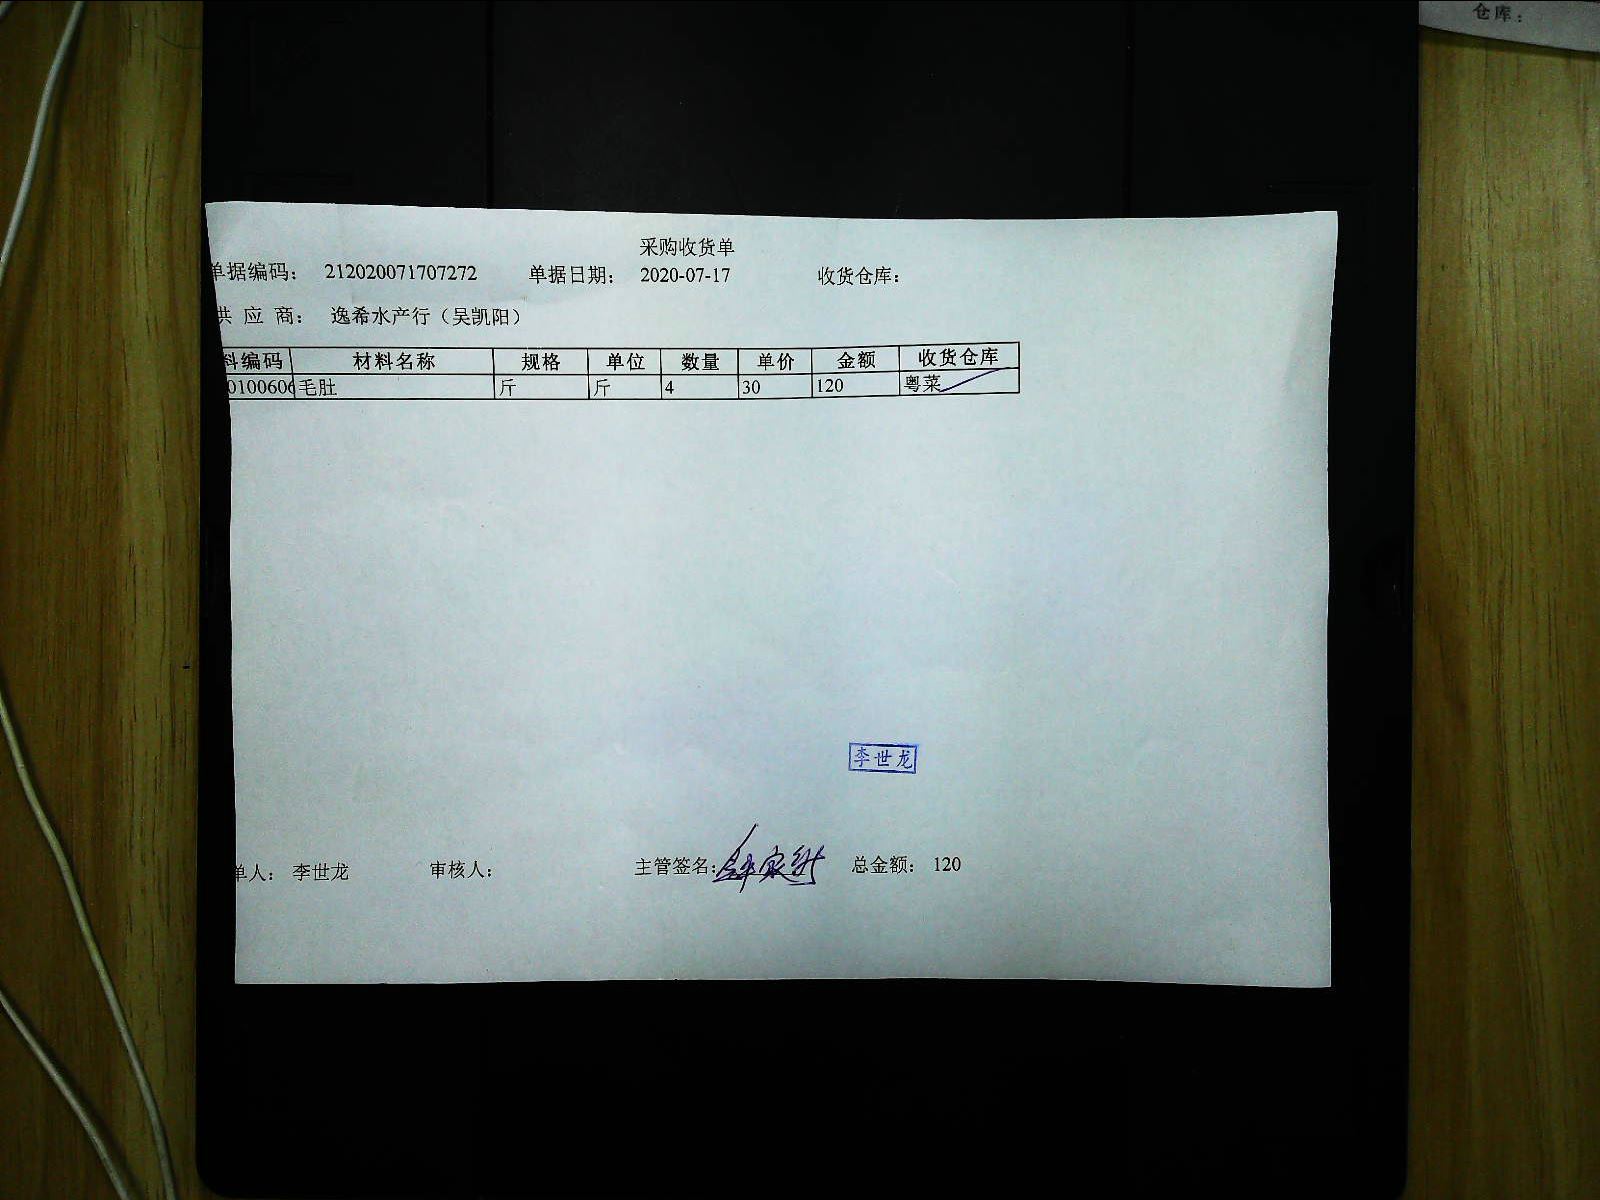 仓库：
采购收货单
单据编码： 212020071707272 单据日期： 2020-07-17 收货仓库：
供 应 商： 逸希水产行（吴凯阳）
料编码 材料名称 规格 单位 数量 单价 金额 收货仓库
0100606 毛肚 斤 斤 4 30 120 粤菜
李世龙
单人： 李世龙 审核人： 主管签名： 总金额： 120